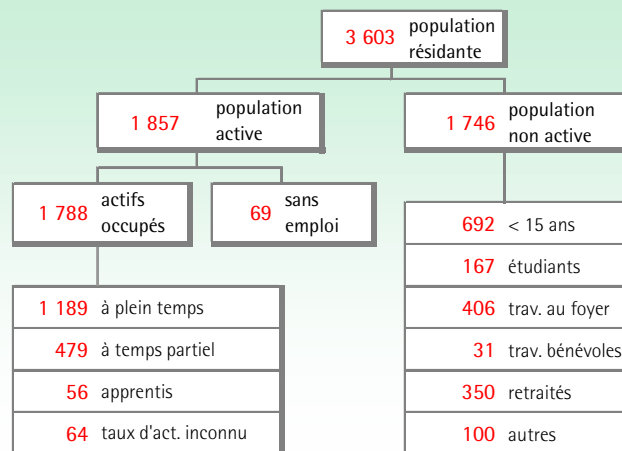 3 603 population
résidante
1 857 population
active
1 746 population
non active
1 788 actifs
occupés
69 sans
emploi
1 189 à plein temps
479 à temps partiel
56 apprentis
64 taux d'act. inconnu
692 < 15 ans
167 étudiants
406 trav. au foyer
31 trav. bénévoles
350 retraités
100 autres